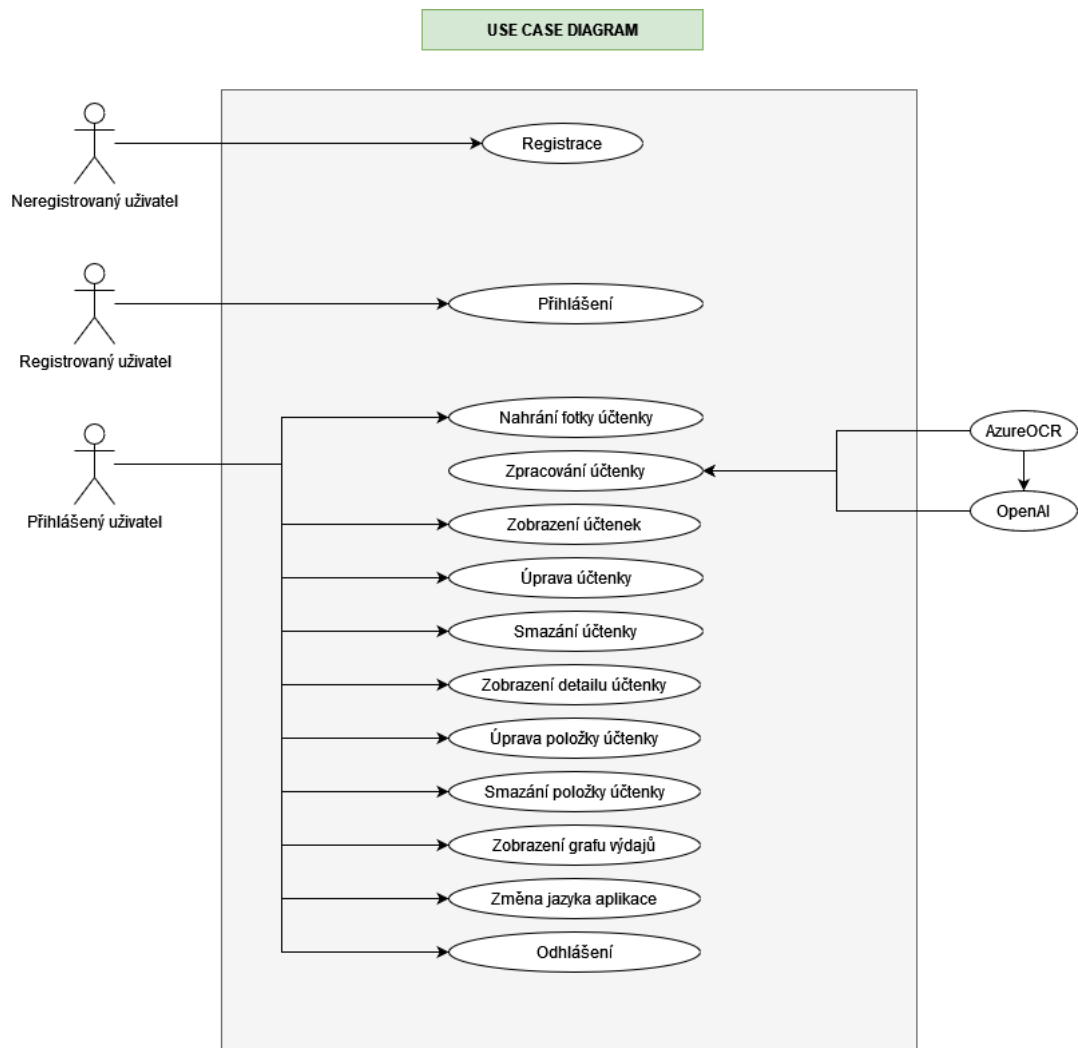 USE CASE DIAGRAM
Neregistrovaný uživatel
Registrace
Registrovaný uživatel
Přihlášení
Přihlášený uživatel
Nahrání fotky účtenky
Zpracování účtenky
Zobrazení účtenek
Úprava účtenky
Smazání účtenky
Zobrazení detailu účtenky
Úprava položky účtenky
Smazání položky účtenky
Zobrazení grafu výdajů
Změna jazyka aplikace
Odhlášení
AzureOCR
OpenAI